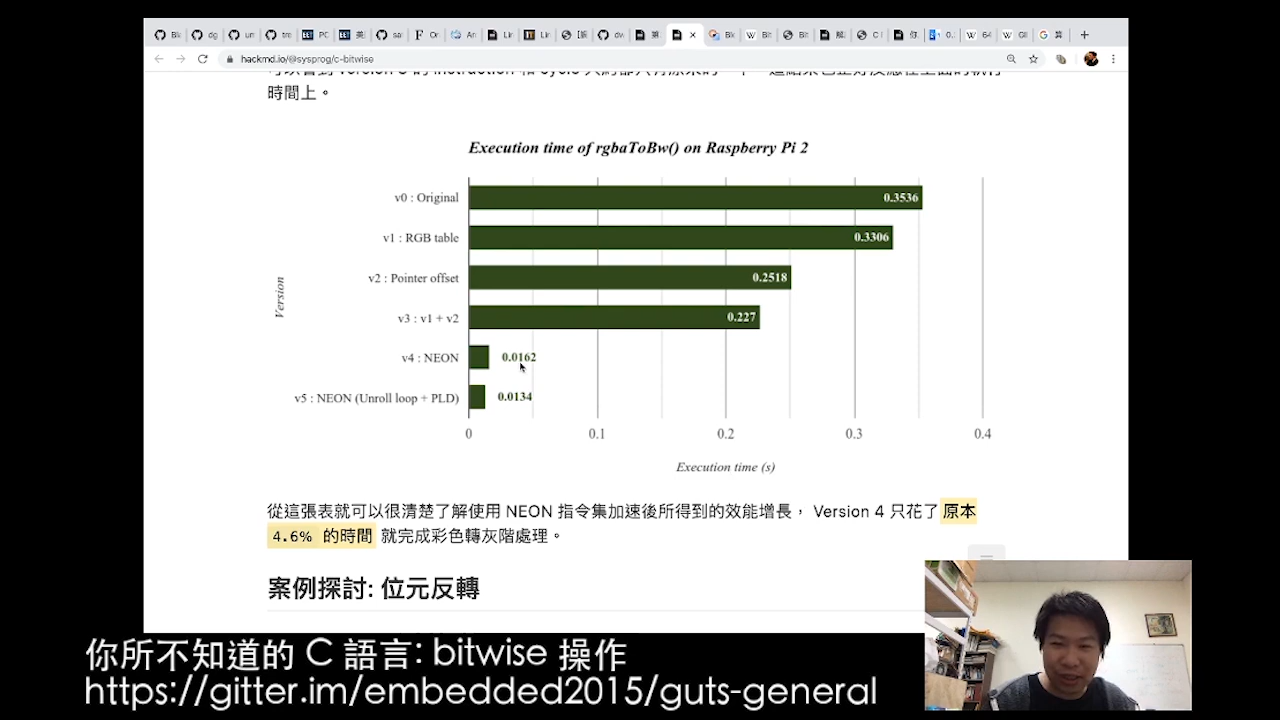 hackmd.io/@sysprog/c-bitwise
時間上。
Execution time of rgbaToBw() on Raspberry Pi 2
v0 : Original
0.3536
v1 : RGB table
0.3306
v2 : Pointer offset
0.2518
v3 : v1 + v2
0.227
v4 : NEON
0.0162
v5 : NEON (Unroll loop + PLD)
0.0134
Version
0 0.1 0.2 0.3 0.4
Execution time (s)
從這張表就可以很清楚了解使用 NEON 指令集加速後所得到的效能增長， Version 4 只花了 原本
4.6% 的時間 就完成彩色轉灰階處理。
案例探討: 位元反轉
你所不知道的 C 語言: bitwise 操作
https://gitter.im/embedded2015/guts-general